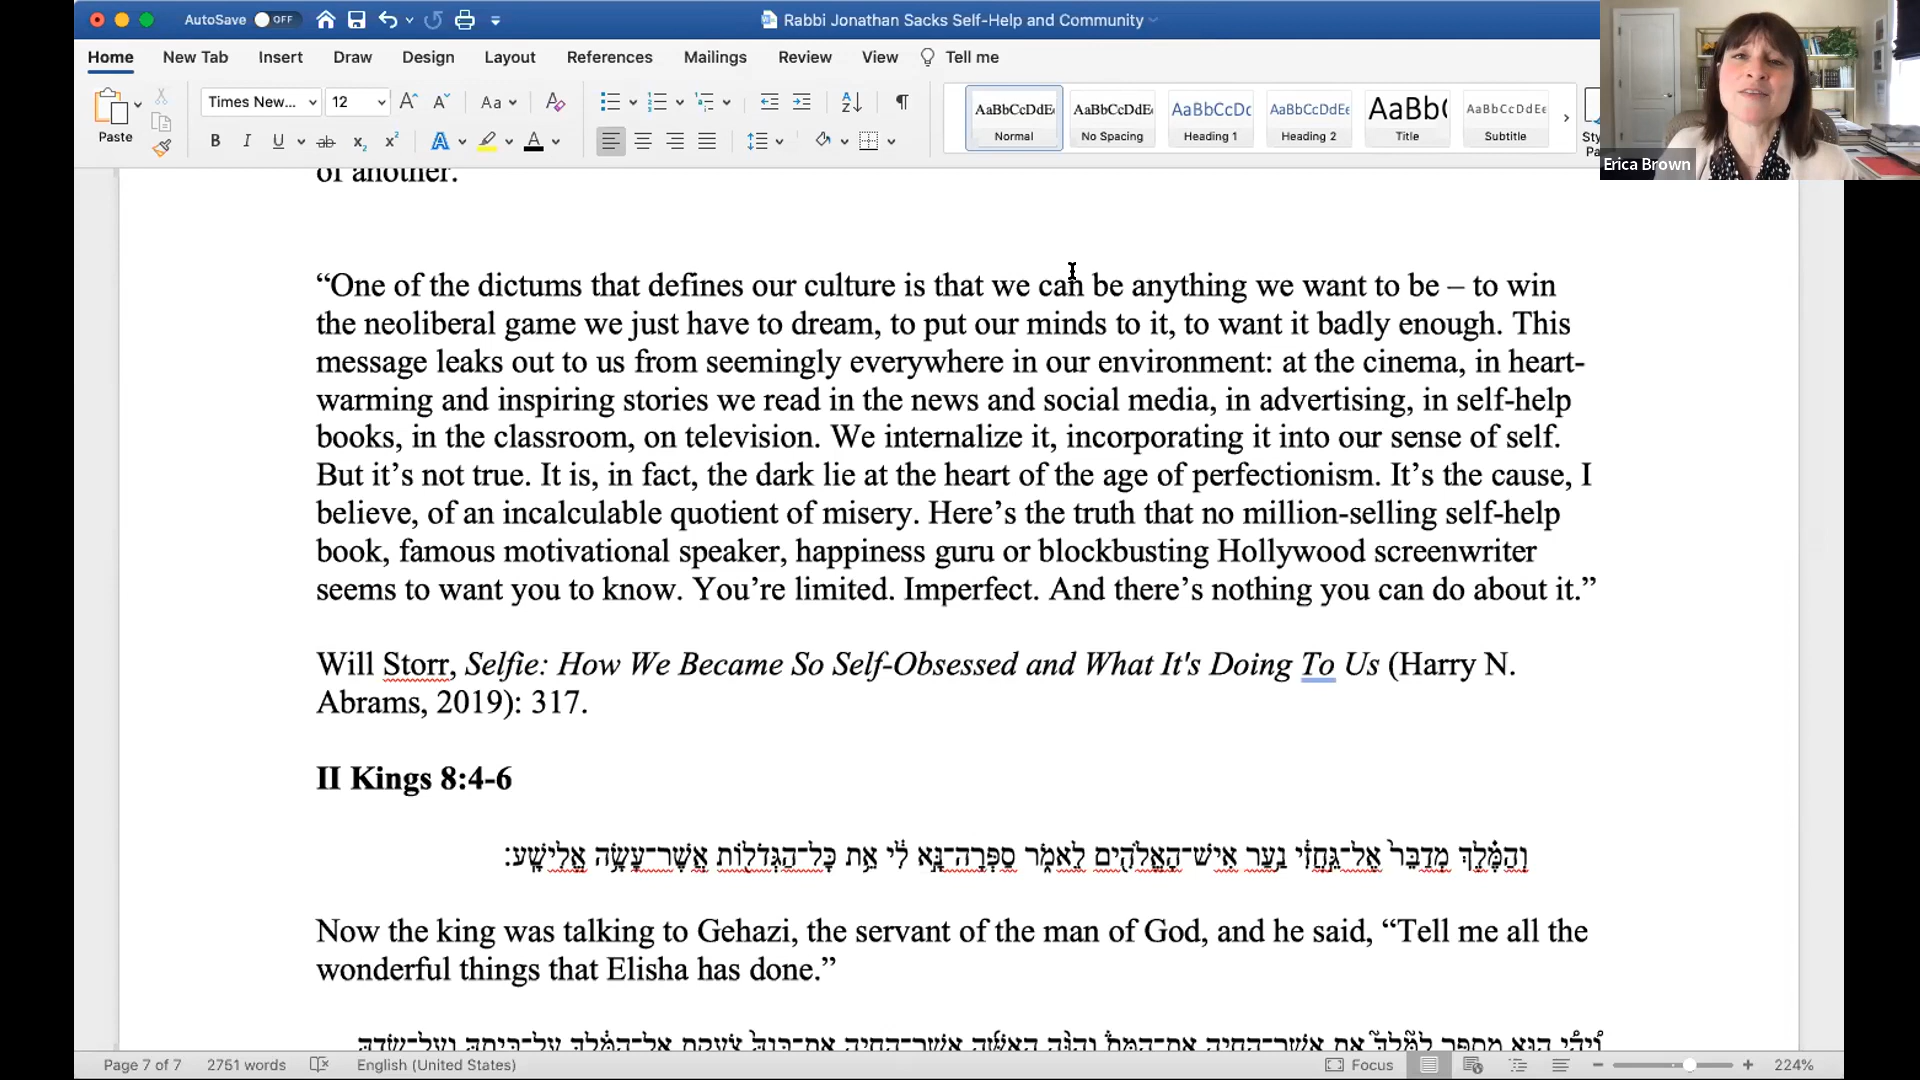 AutoSave OFF
Rabbi Jonathan Sacks Self-Help and Community
Home New Tab Insert Draw Design Layout References Mailings Review View Tell me
Paste
Times New... 12
AaBbCcDdEe AaBbCcDdEe AaBbCcDc AaBbCcDdEe AaBb( AaBbCcDdEe
Normal No Spacing Heading 1 Heading 2 Title Subtitle
Erica Brown
of another.
“One of the dictums that defines our culture is that we can be anything we want to be – to win
the neoliberal game we just have to dream, to put our minds to it, to want it badly enough. This
message leaks out to us from seemingly everywhere in our environment: at the cinema, in heart-
warming and inspiring stories we read in the news and social media, in advertising, in self-help
books, in the classroom, on television. We internalize it, incorporating it into our sense of self.
But it’s not true. It is, in fact, the dark lie at the heart of the age of perfectionism. It’s the cause, I
believe, of an incalculable quotient of misery. Here’s the truth that no million-selling self-help
book, famous motivational speaker, happiness guru or blockbusting Hollywood screenwriter
seems to want you to know. You’re limited. Imperfect. And there’s nothing you can do about it.”
Will Storr, Selfie: How We Became So Self-Obsessed and What It's Doing To Us (Harry N.
Abrams, 2019): 317.
II Kings 8:4-6
וְהַמֶּ֗לֶךְ מְדַבֵּר֙ אֶל־גֵּ֣חֲזִ֔י נַ֥עַר אִישׁ־הָאֱלֹהִ֖ים לֵאמֹ֑ר סַפְּרָה־נָּ֣א לִ֔י אֵ֥ת כׇּל־הַגְּדֹל֖וֹת אֲשֶׁר־עָשָׂ֥ה אֱלִישָֽׁע׃
Now the king was talking to Gehazi, the servant of the man of God, and he said, “Tell me all the
wonderful things that Elisha has done.”
וַ֠יְהִ֠י ה֥וּא מְסַפֵּ֣ר לַמֶּ֘לֶךְ֮ אֵ֣ת אֲשֶׁר־הֶחֱיָ֣ה אֶת־הַמֵּת֒ וְהִנֵּ֨ה הָאִשָּׁ֜ה אֲשֶׁר־הֶחֱיָ֤ה אֶת־בְּנָהּ֙ צֹעֶ֣קֶת אֶל־הַמֶּ֔לֶךְ עַל־בֵּיתָ֖הּ וְעַל־שָׂדָ֑הּ
Page 7 of 7 2751 words English (United States) Focus 224%